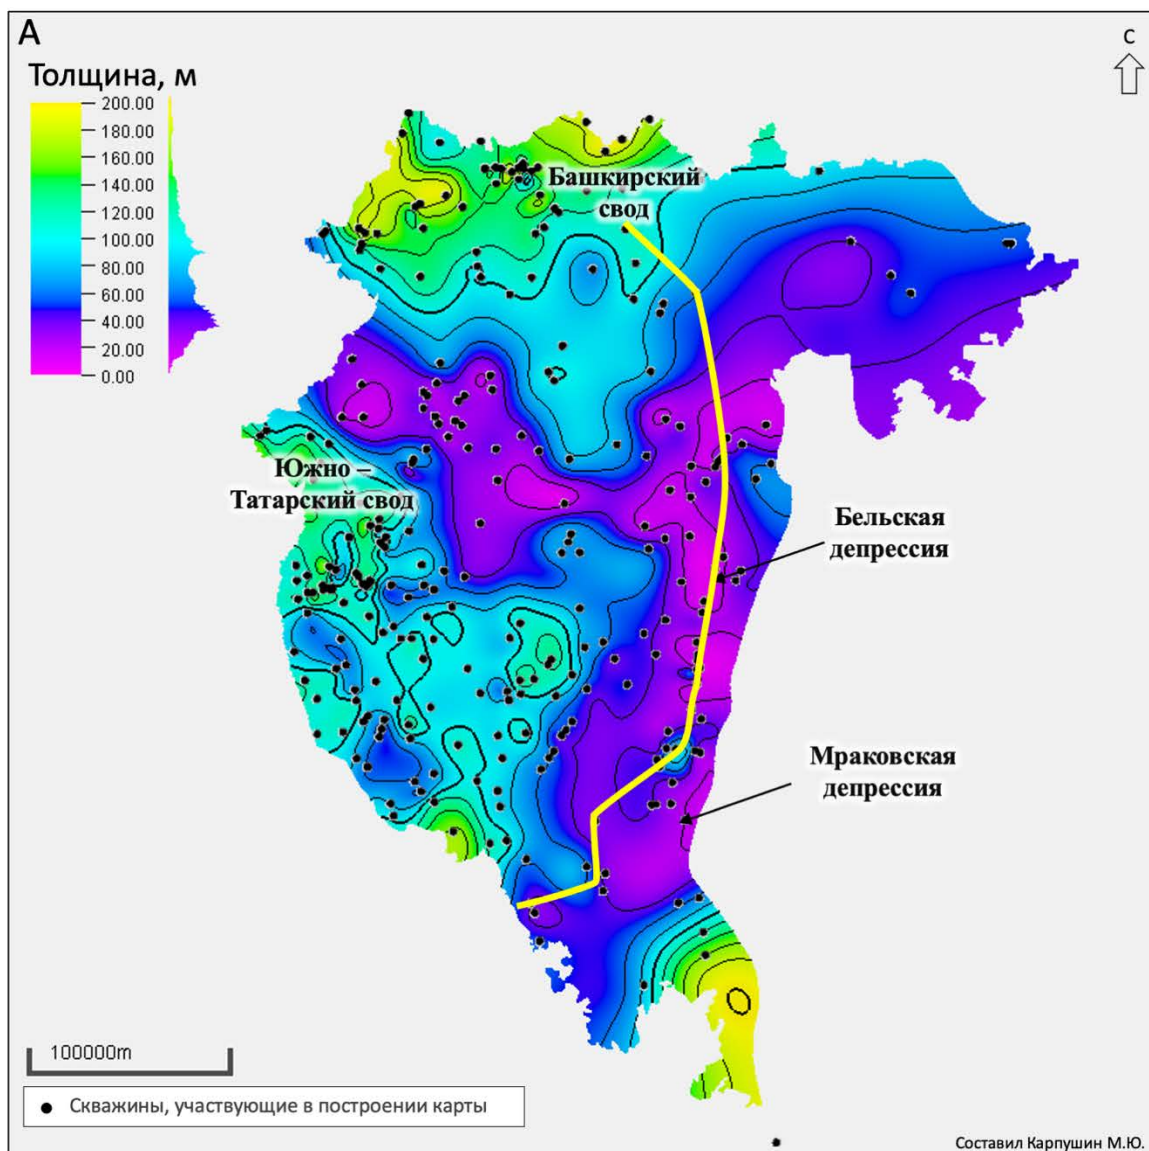 А
С
Толщина, м
200.00
180.00
160.00
140.00
120.00
100.00
80.00
60.00
40.00
20.00
0.00
Башкирский
свод
Южно –
Татарский свод
Бельская
депрессия
Мраковская
депрессия
100000m
Скважины, участвующие в построении карты
Составил Карпушин М.Ю.